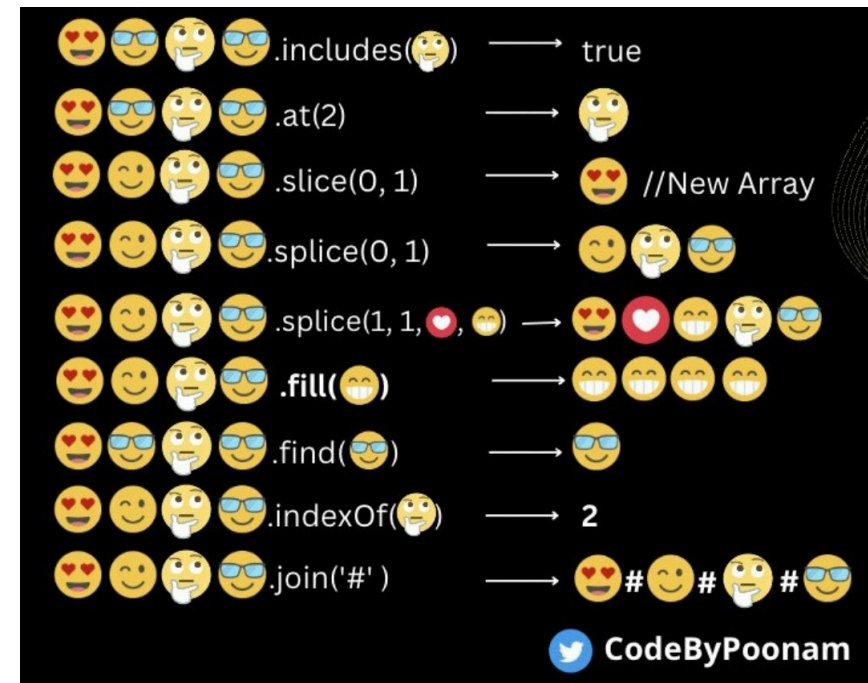 😍😎🤔😎.includes(🤔) → true
😍😎🤔😎.at(2) → 🤔
😍😉🤔😎.slice(0, 1) → 😍 //New Array
😍😉🤔😎.splice(0, 1) → 😉🤔😎
😍😉🤔😎.splice(1, 1,❤, 😁) → 😍❤😁🤔😎
😍😉🤔😎.fill(😁) → 😁😁😁😁
😍😎🤔😎.find(😎) → 😎
😍😉🤔😎.indexOf(🤔) → 2
😍😉🤔😎.join('#' ) → 😍#😉#🤔#😎
CodeByPoonam